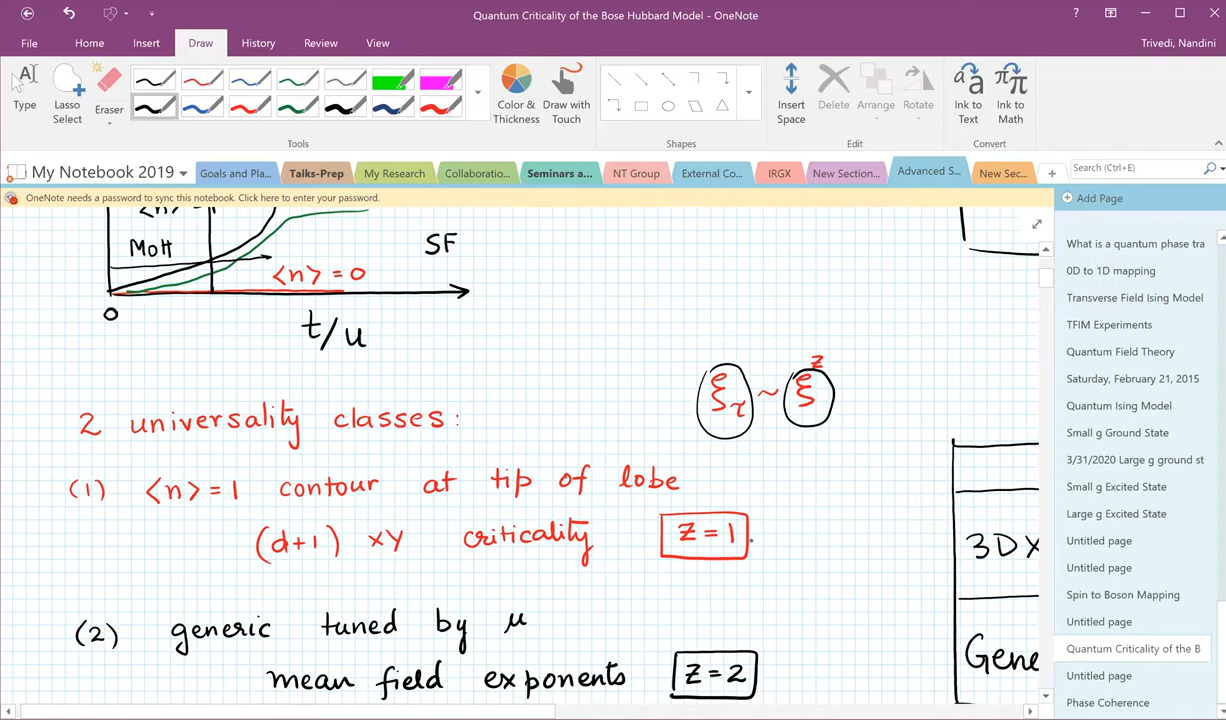 Quantum Criticality of the Bose Hubbard Model - OneNote
?
File Home Insert Draw History Review View
Trivedi, Nandini
Type
Lasso Select
Eraser
Color & Thickness
Draw with Touch
Insert Space
Delete
Arrange
Rotate
Ink to Text
Ink to Math
Tools
Shapes
Edit
Convert
My Notebook 2019
Goals and Pla...
Talks-Prep
My Research
Collaboratio...
Seminars a...
NT Group
External Co...
IRGX
New Section...
Advanced S...
New Sec...
Search (Ctrl+E)
OneNote needs a password to sync this notebook. Click here to enter your password.
Add Page
What is a quantum phase tra
0D to 1D mapping
Transverse Field Ising Model
TFIM Experiments
Quantum Field Theory
Saturday, February 21, 2015
Quantum Ising Model
Small g Ground State
3/31/2020 Large g ground st
Small g Excited State
Large g Excited State
Untitled page
Untitled page
Spin to Boson Mapping
Untitled page
Quantum Criticality of the B
Untitled page
Phase Coherence
Mott
SF
⟨n⟩ = 0
0
t/u
ξτ ~ ξ^z
2 universality classes:
(1) ⟨n⟩ = 1 contour at tip of lobe
(d+1) XY criticality z = 1
(2) generic tuned by μ
mean field exponents z = 2
3D X
Gene